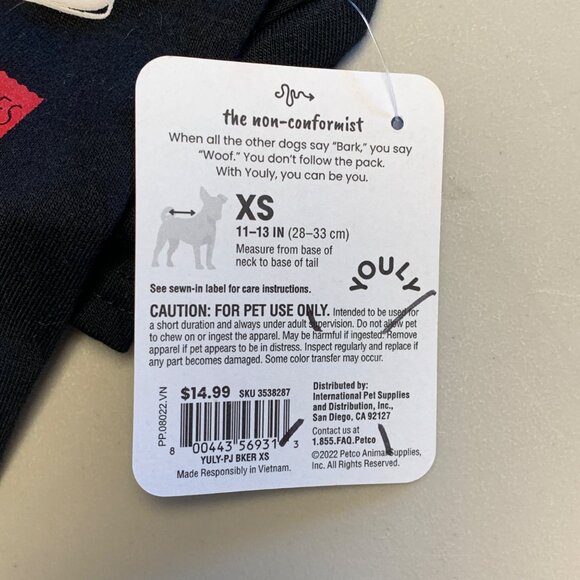 ES
the non-conformist
When all the other dogs say "Bark," you say
"Woof." You don't follow the pack.
With Youly, you can be you.
XS
11–13 IN (28–33 cm)
Measure from base of
neck to base of tail
YOULY
See sewn-in label for care instructions.
CAUTION: FOR PET USE ONLY. Intended to be used for
a short duration and always under adult supervision. Do not allow pet
to chew on or ingest the apparel. May be harmful if ingested. Remove
apparel if pet appears to be in distress. Inspect regularly and replace if
any part becomes damaged. Some color transfer may occur.
PP.08022.VN
$14.99 SKU 3538287
8 00443 56931 3
YULY-PJ BKER XS
Made Responsibly in Vietnam.
Distributed by:
International Pet Supplies
and Distribution, Inc.,
San Diego, CA 92127
Contact us at
1.855.FAQ.Petco
©2022 Petco Animal Supplies,
Inc. All Rights Reserved.